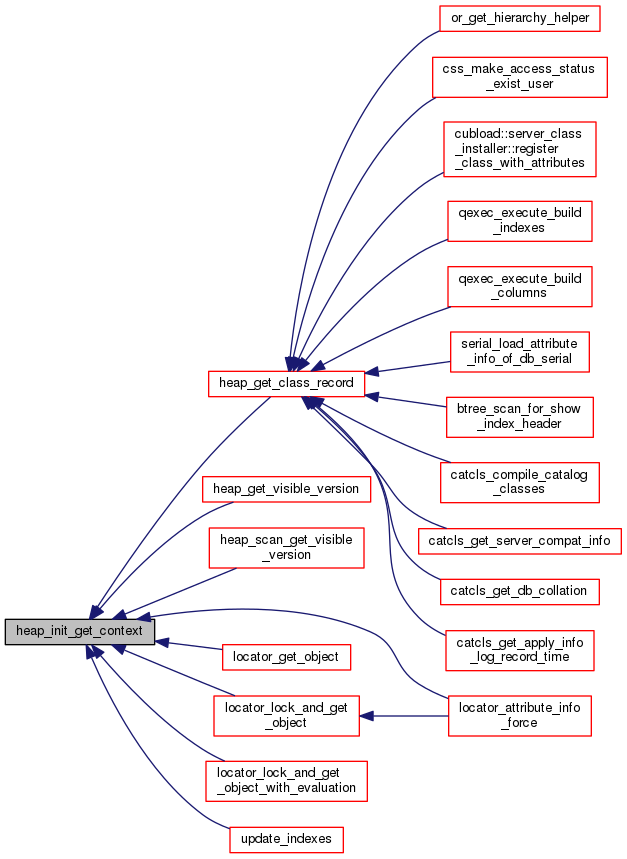 or_get_hierarchy_helper
css_make_access_status
_exist_user
cubload::server_class
_installer::register
_class_with_attributes
qexec_execute_build
_indexes
qexec_execute_build
_columns
serial_load_attribute
_info_of_db_serial
heap_get_class_record
btree_scan_for_show
_index_header
catcls_compile_catalog
_classes
heap_get_visible_version
catcls_get_server_compat_info
heap_scan_get_visible
_version
catcls_get_db_collation
heap_init_get_context
catcls_get_apply_info
_log_record_time
locator_get_object
locator_lock_and_get
_object
locator_attribute_info
_force
locator_lock_and_get
_object_with_evaluation
update_indexes